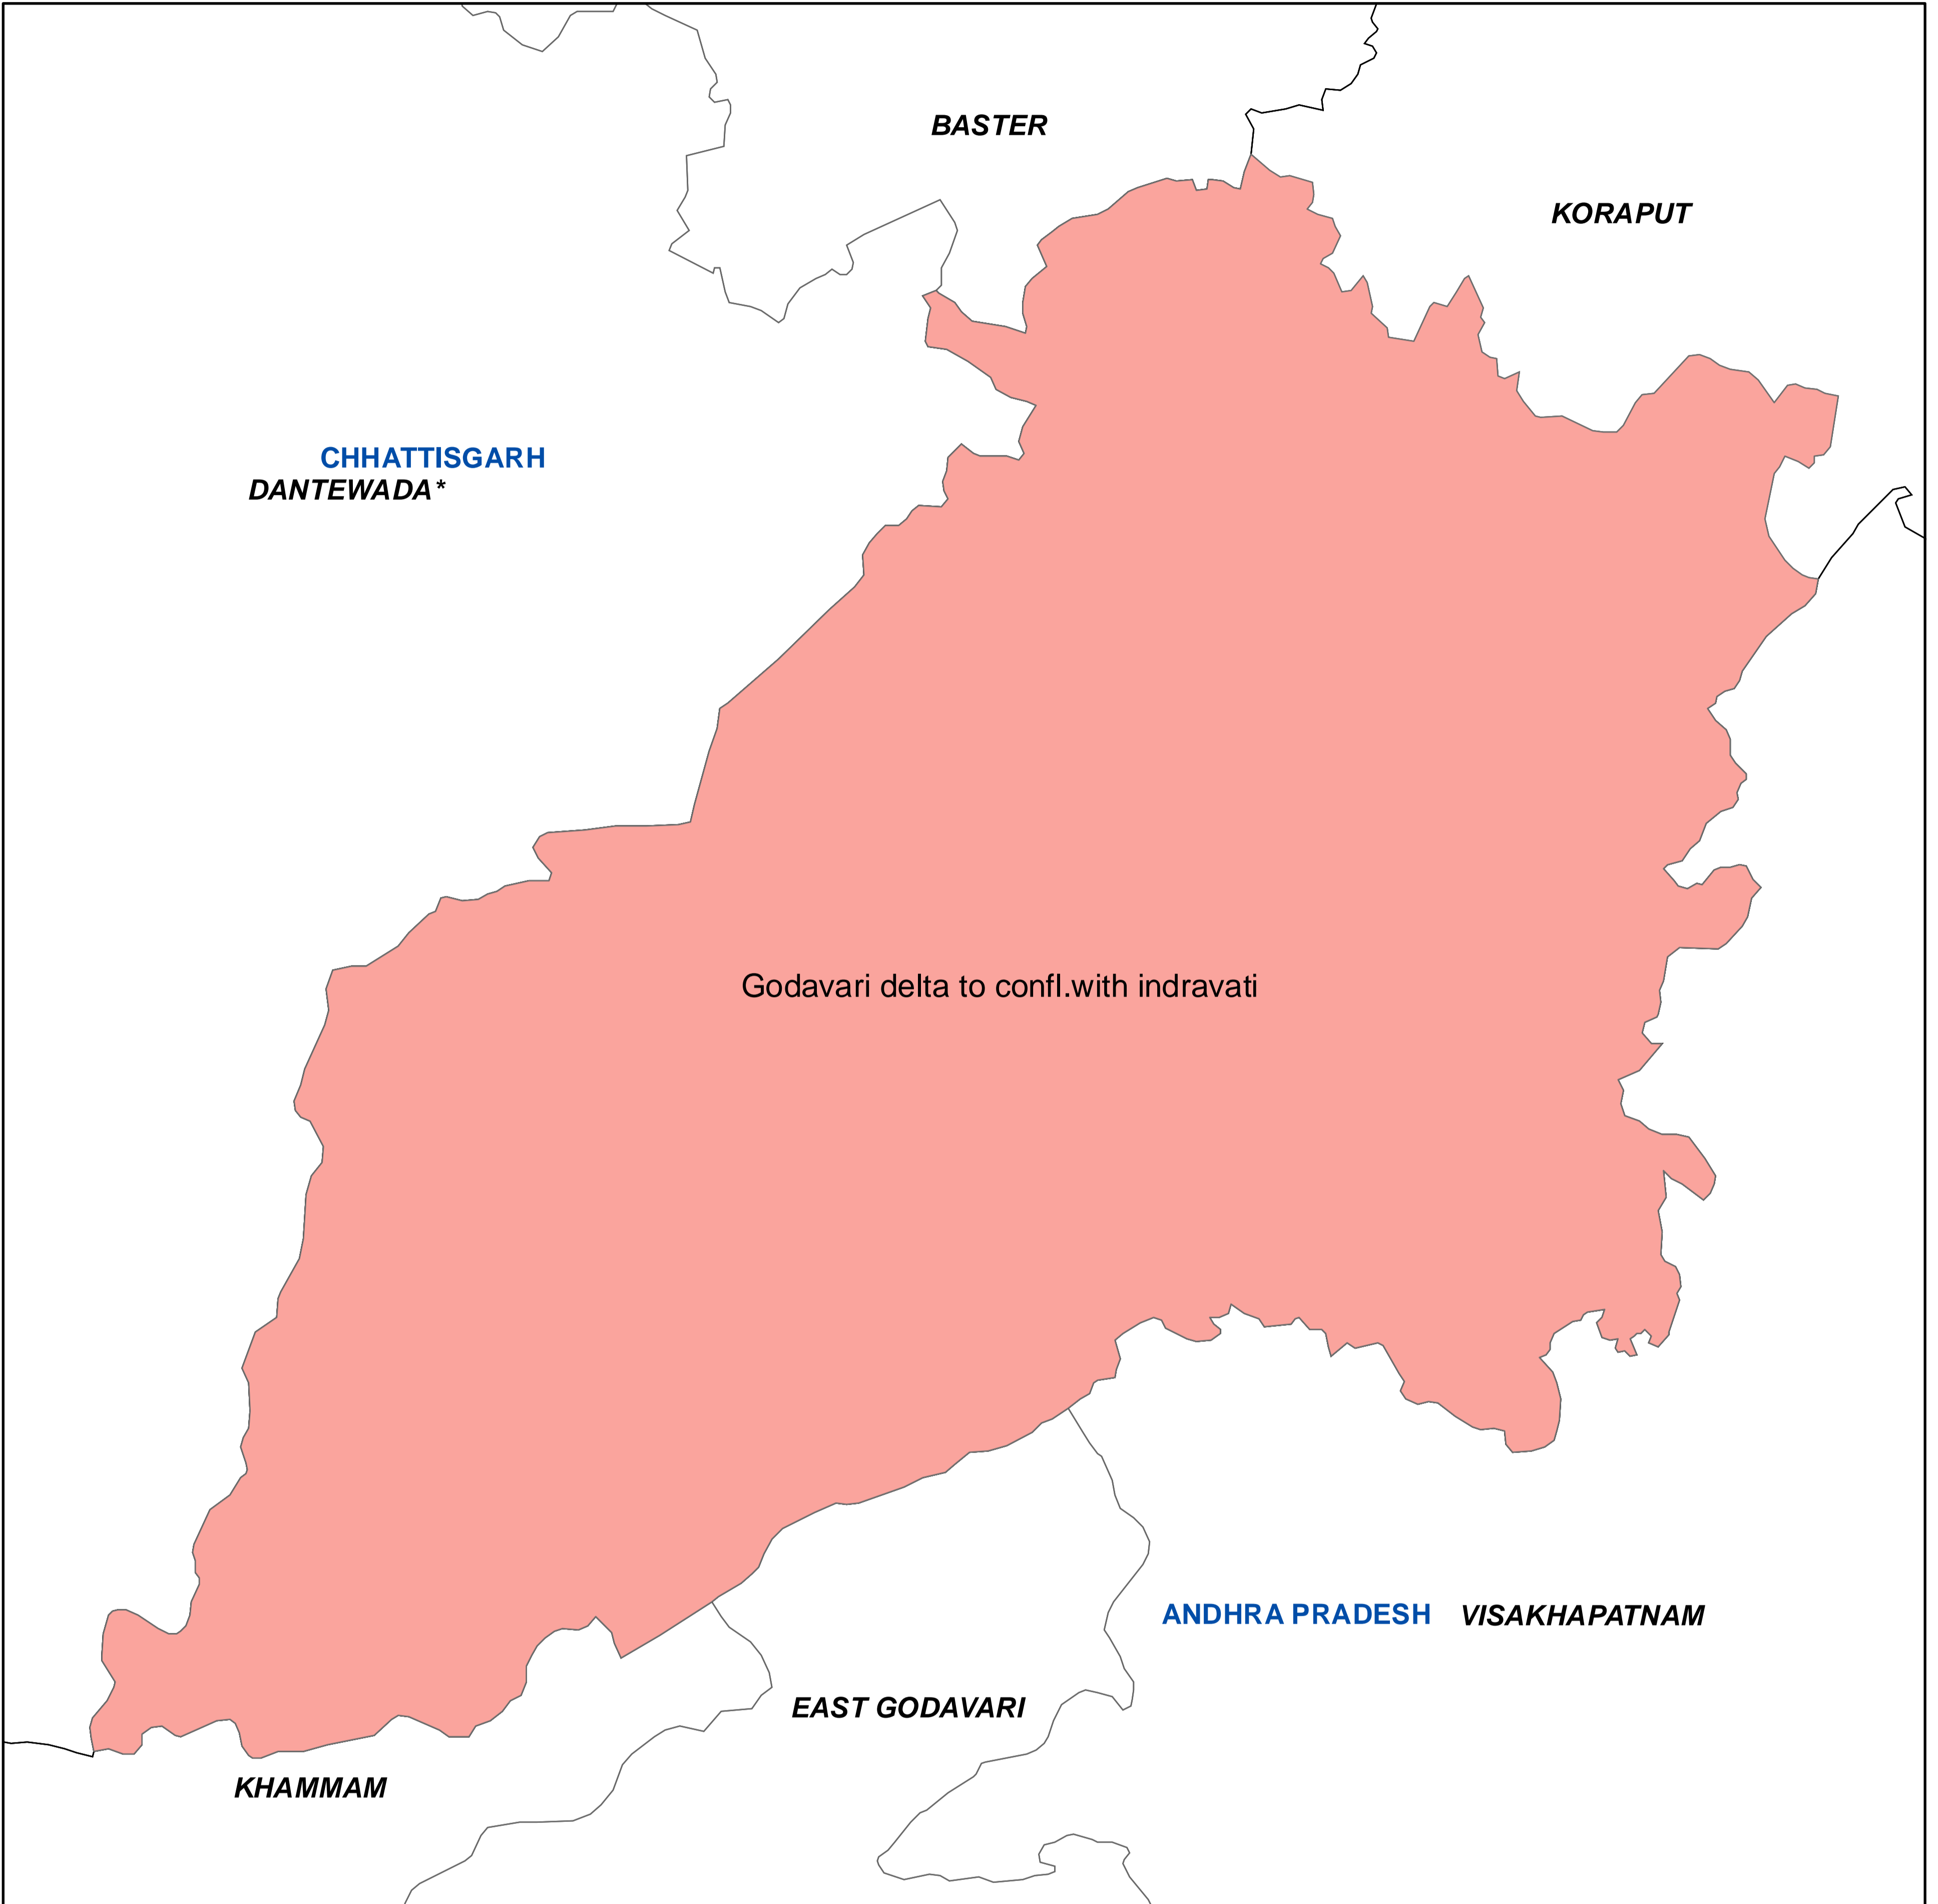 BASTER
KORAPUT
CHHATTISGARH
DANTEWADA*
Godavari delta to confl.with indravati
ANDHRA PRADESH VISAKHAPATNAM
EAST GODAVARI
KHAMMAM